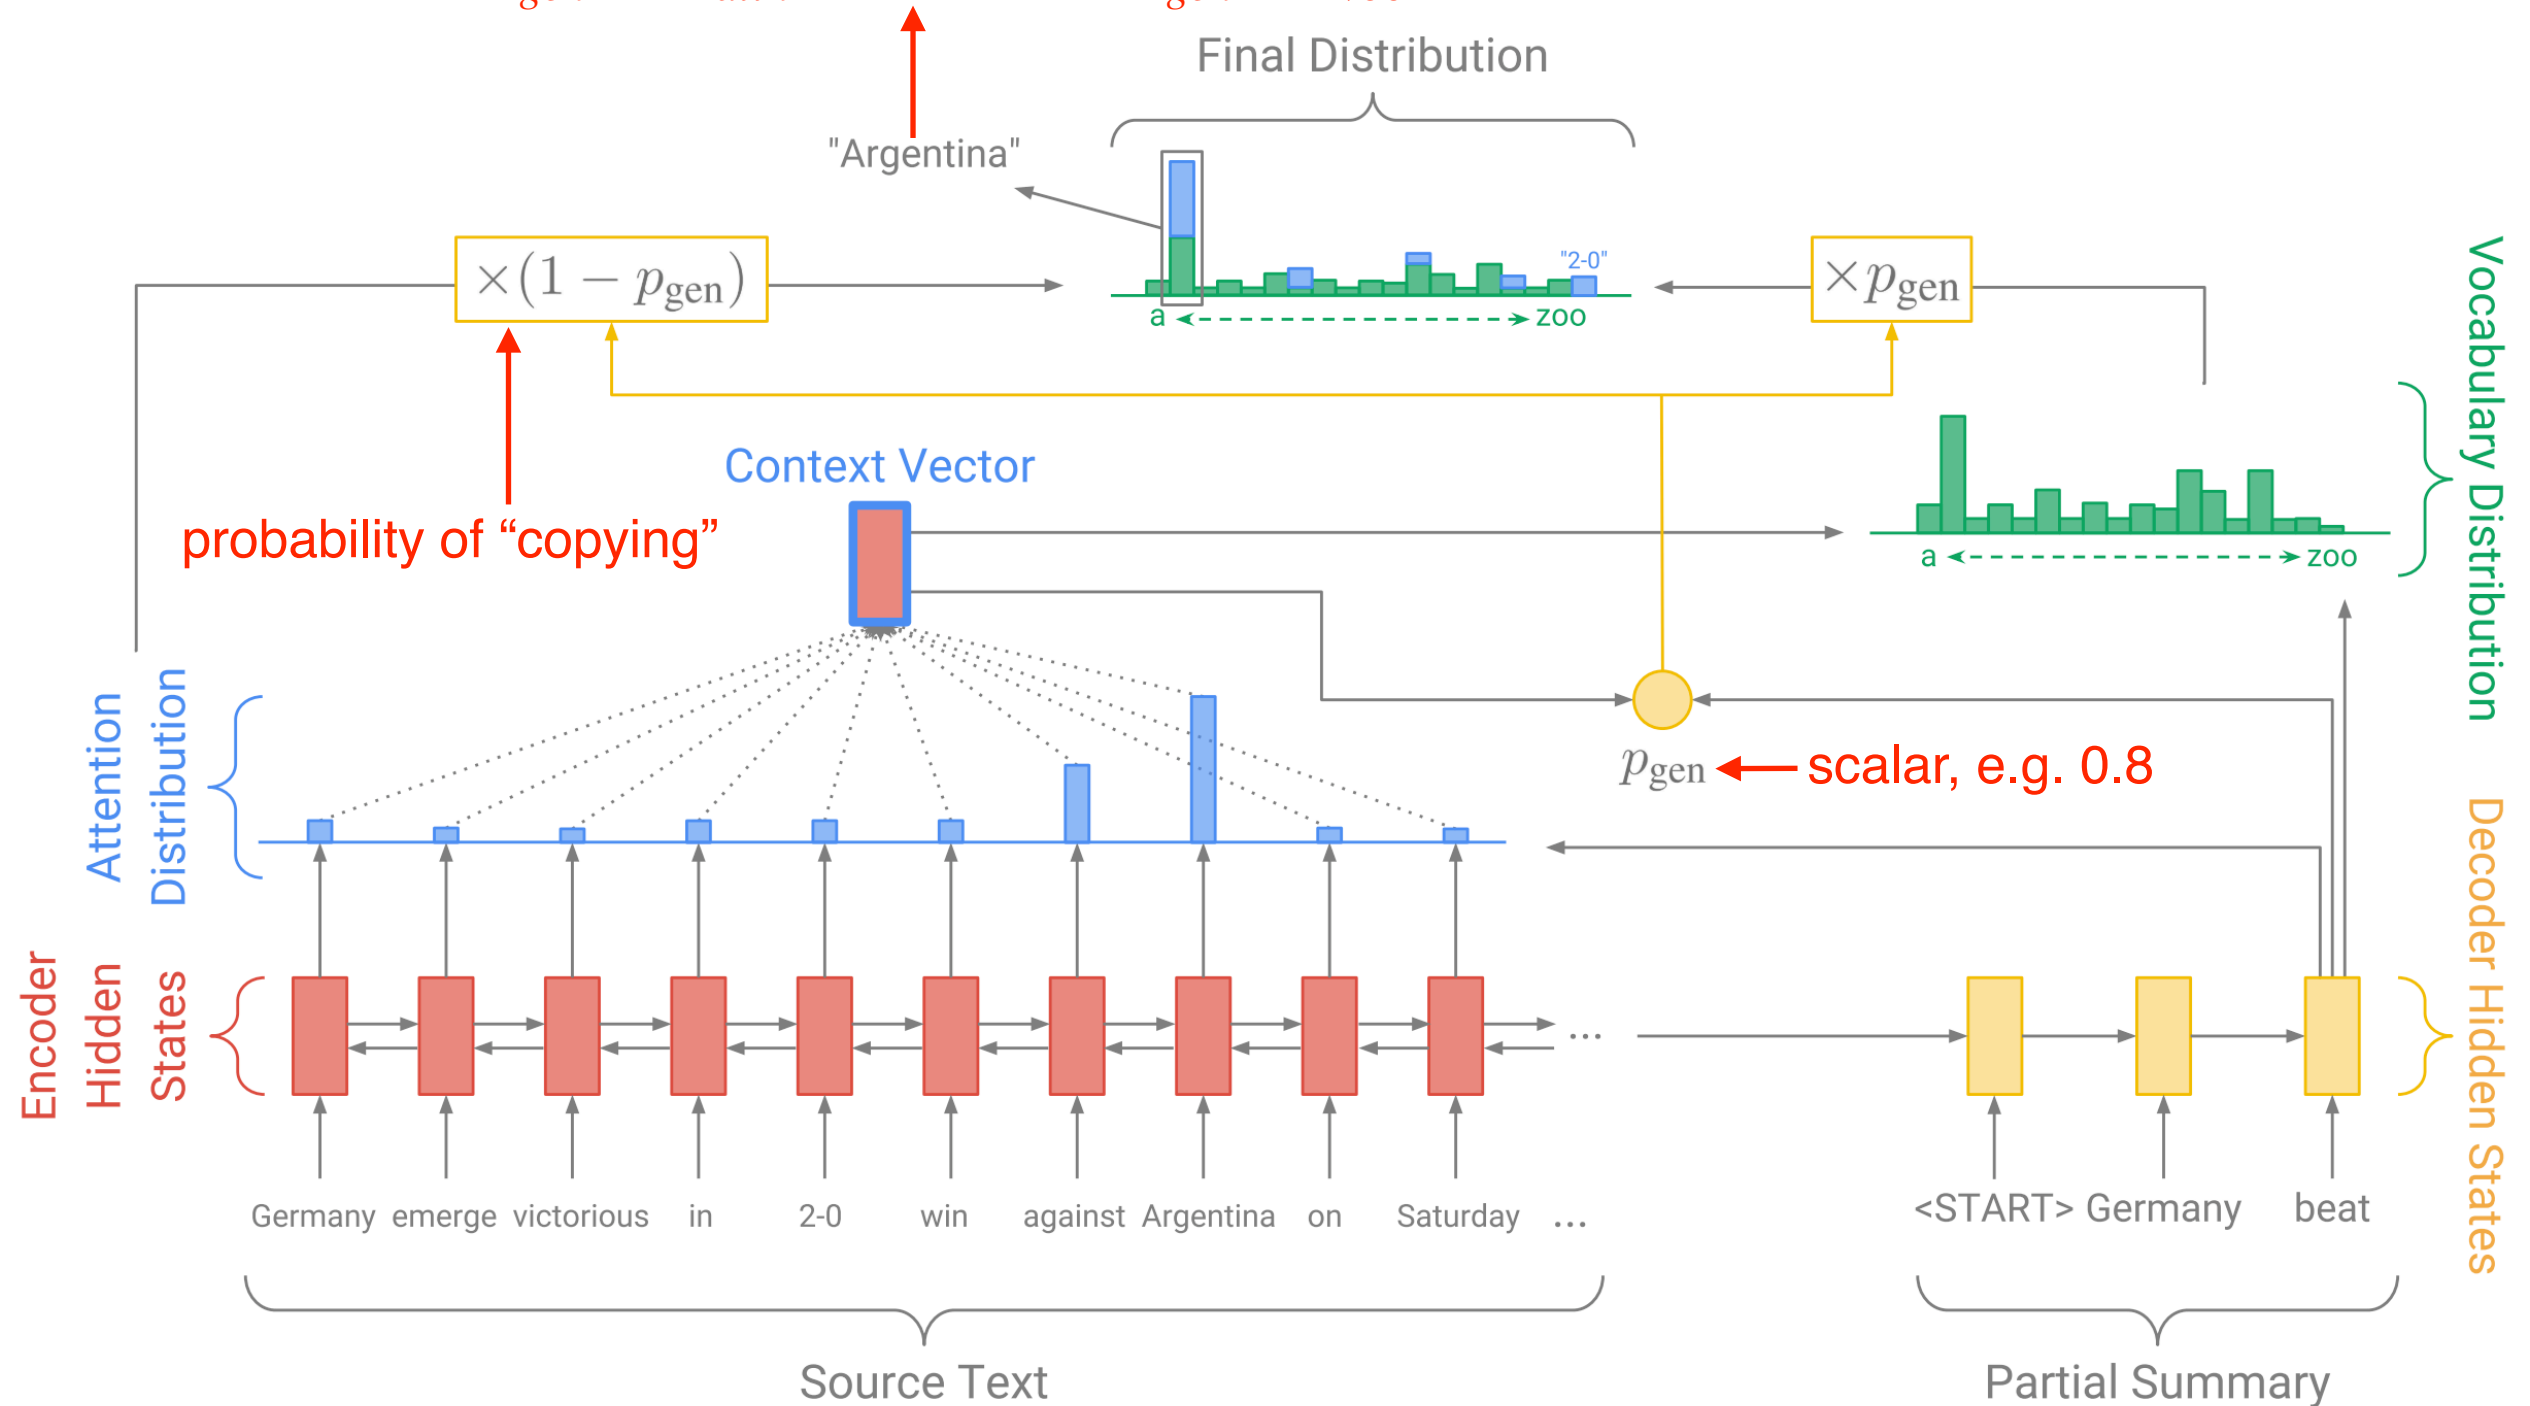 Final Distribution
"Argentina"
"2-0"
×(1 − pgen)
×pgen
a
zoo
Vocabulary Distribution
Context Vector
probability of “copying”
a
zoo
Attention
Distribution
pgen
scalar, e.g. 0.8
Encoder
Hidden
States
...
Decoder Hidden States
Germany emerge victorious in 2-0 win against Argentina on Saturday ...
<START> Germany beat
Source Text
Partial Summary